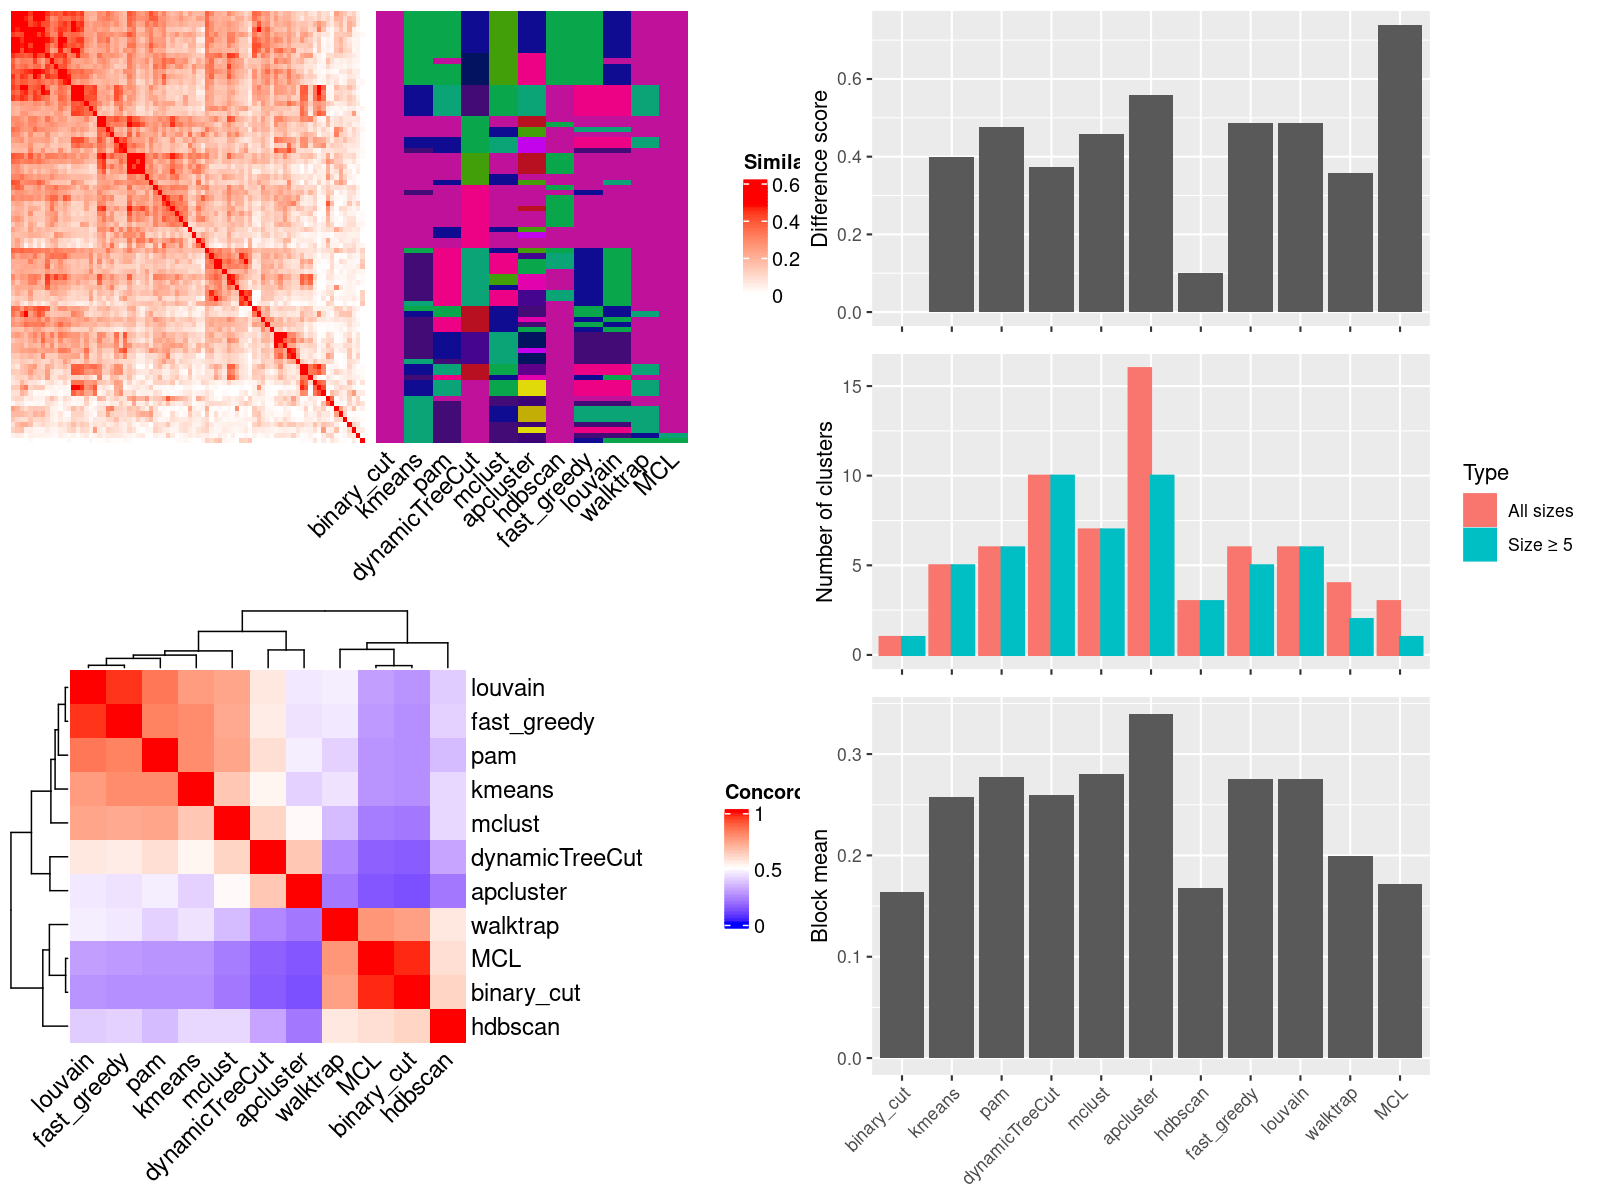 Simila
0.6
0.4
0.2
0
binary_cut
kmeans
pam
dynamicTreeCut
mclust
apcluster
hdbscan
fast_greedy
louvain
walktrap
MCL
Difference score
0.6
0.4
0.2
0.0
Number of clusters
15
10
5
0
Type
All sizes
Size ≥ 5
louvain
fast_greedy
pam
kmeans
mclust
dynamicTreeCut
apcluster
walktrap
MCL
binary_cut
hdbscan
louvain
fast_greedy
pam
kmeans
mclust
dynamicTreeCut
apcluster
walktrap
MCL
binary_cut
hdbscan
Concord
1
0.5
0
Block mean
0.3
0.2
0.1
0.0
binary_cut
kmeans
pam
dynamicTreeCut
mclust
apcluster
hdbscan
fast_greedy
louvain
walktrap
MCL